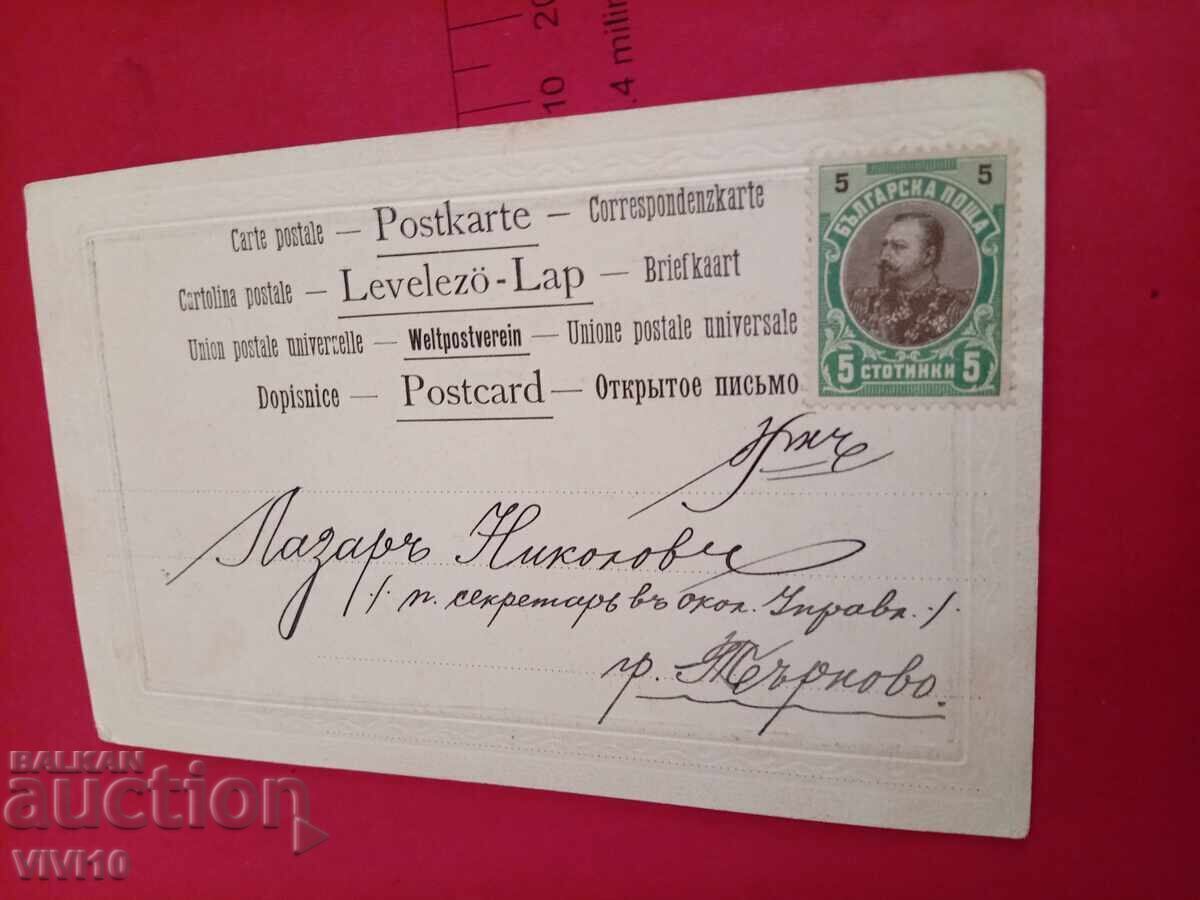 20
10
.4 milin
5 5
БЪЛГАРСКА ПОЩА
5 СТОТИНКИ 5
Carte postale — Postkarte — Correspondenzkarte
Cartolina postale — Levelezö-Lap — Briefkaart
Union postale universelle — Weltpostverein — Unione postale universale
Dopisnice — Postcard — Открытое письмо
Лазаръ Николовъ
/· п. секретарь въ окол. Управл. ·/
гр. Търново.
BALKAN
auction
VIVI10